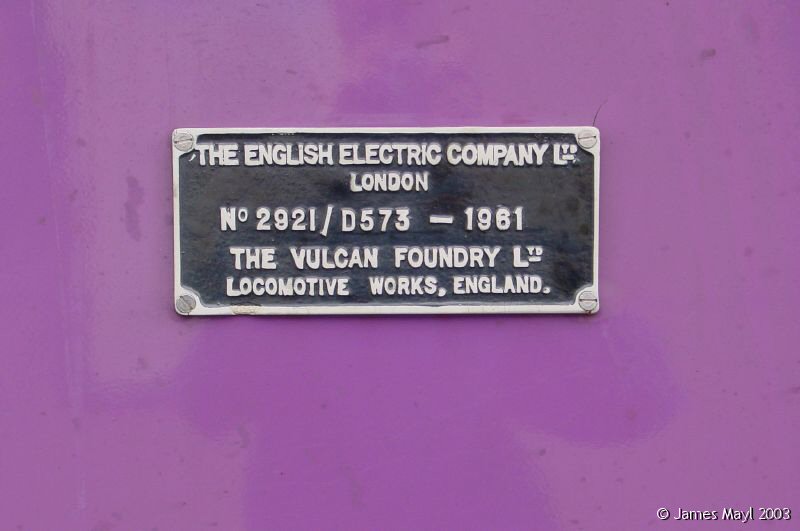 THE ENGLISH ELECTRIC COMPANY LTD
LONDON
No 2921/D573 – 1961
THE VULCAN FOUNDRY LTD
LOCOMOTIVE WORKS, ENGLAND.
© James Mayl 2003